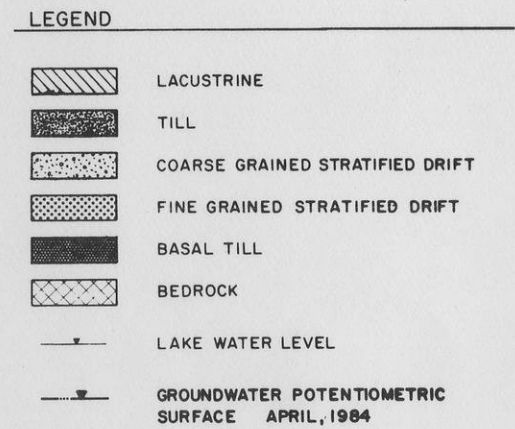 LEGEND
LACUSTRINE
TILL
COARSE GRAINED STRATIFIED DRIFT
FINE GRAINED STRATIFIED DRIFT
BASAL TILL
BEDROCK
LAKE WATER LEVEL
GROUNDWATER POTENTIOMETRIC
SURFACE APRIL, 1984